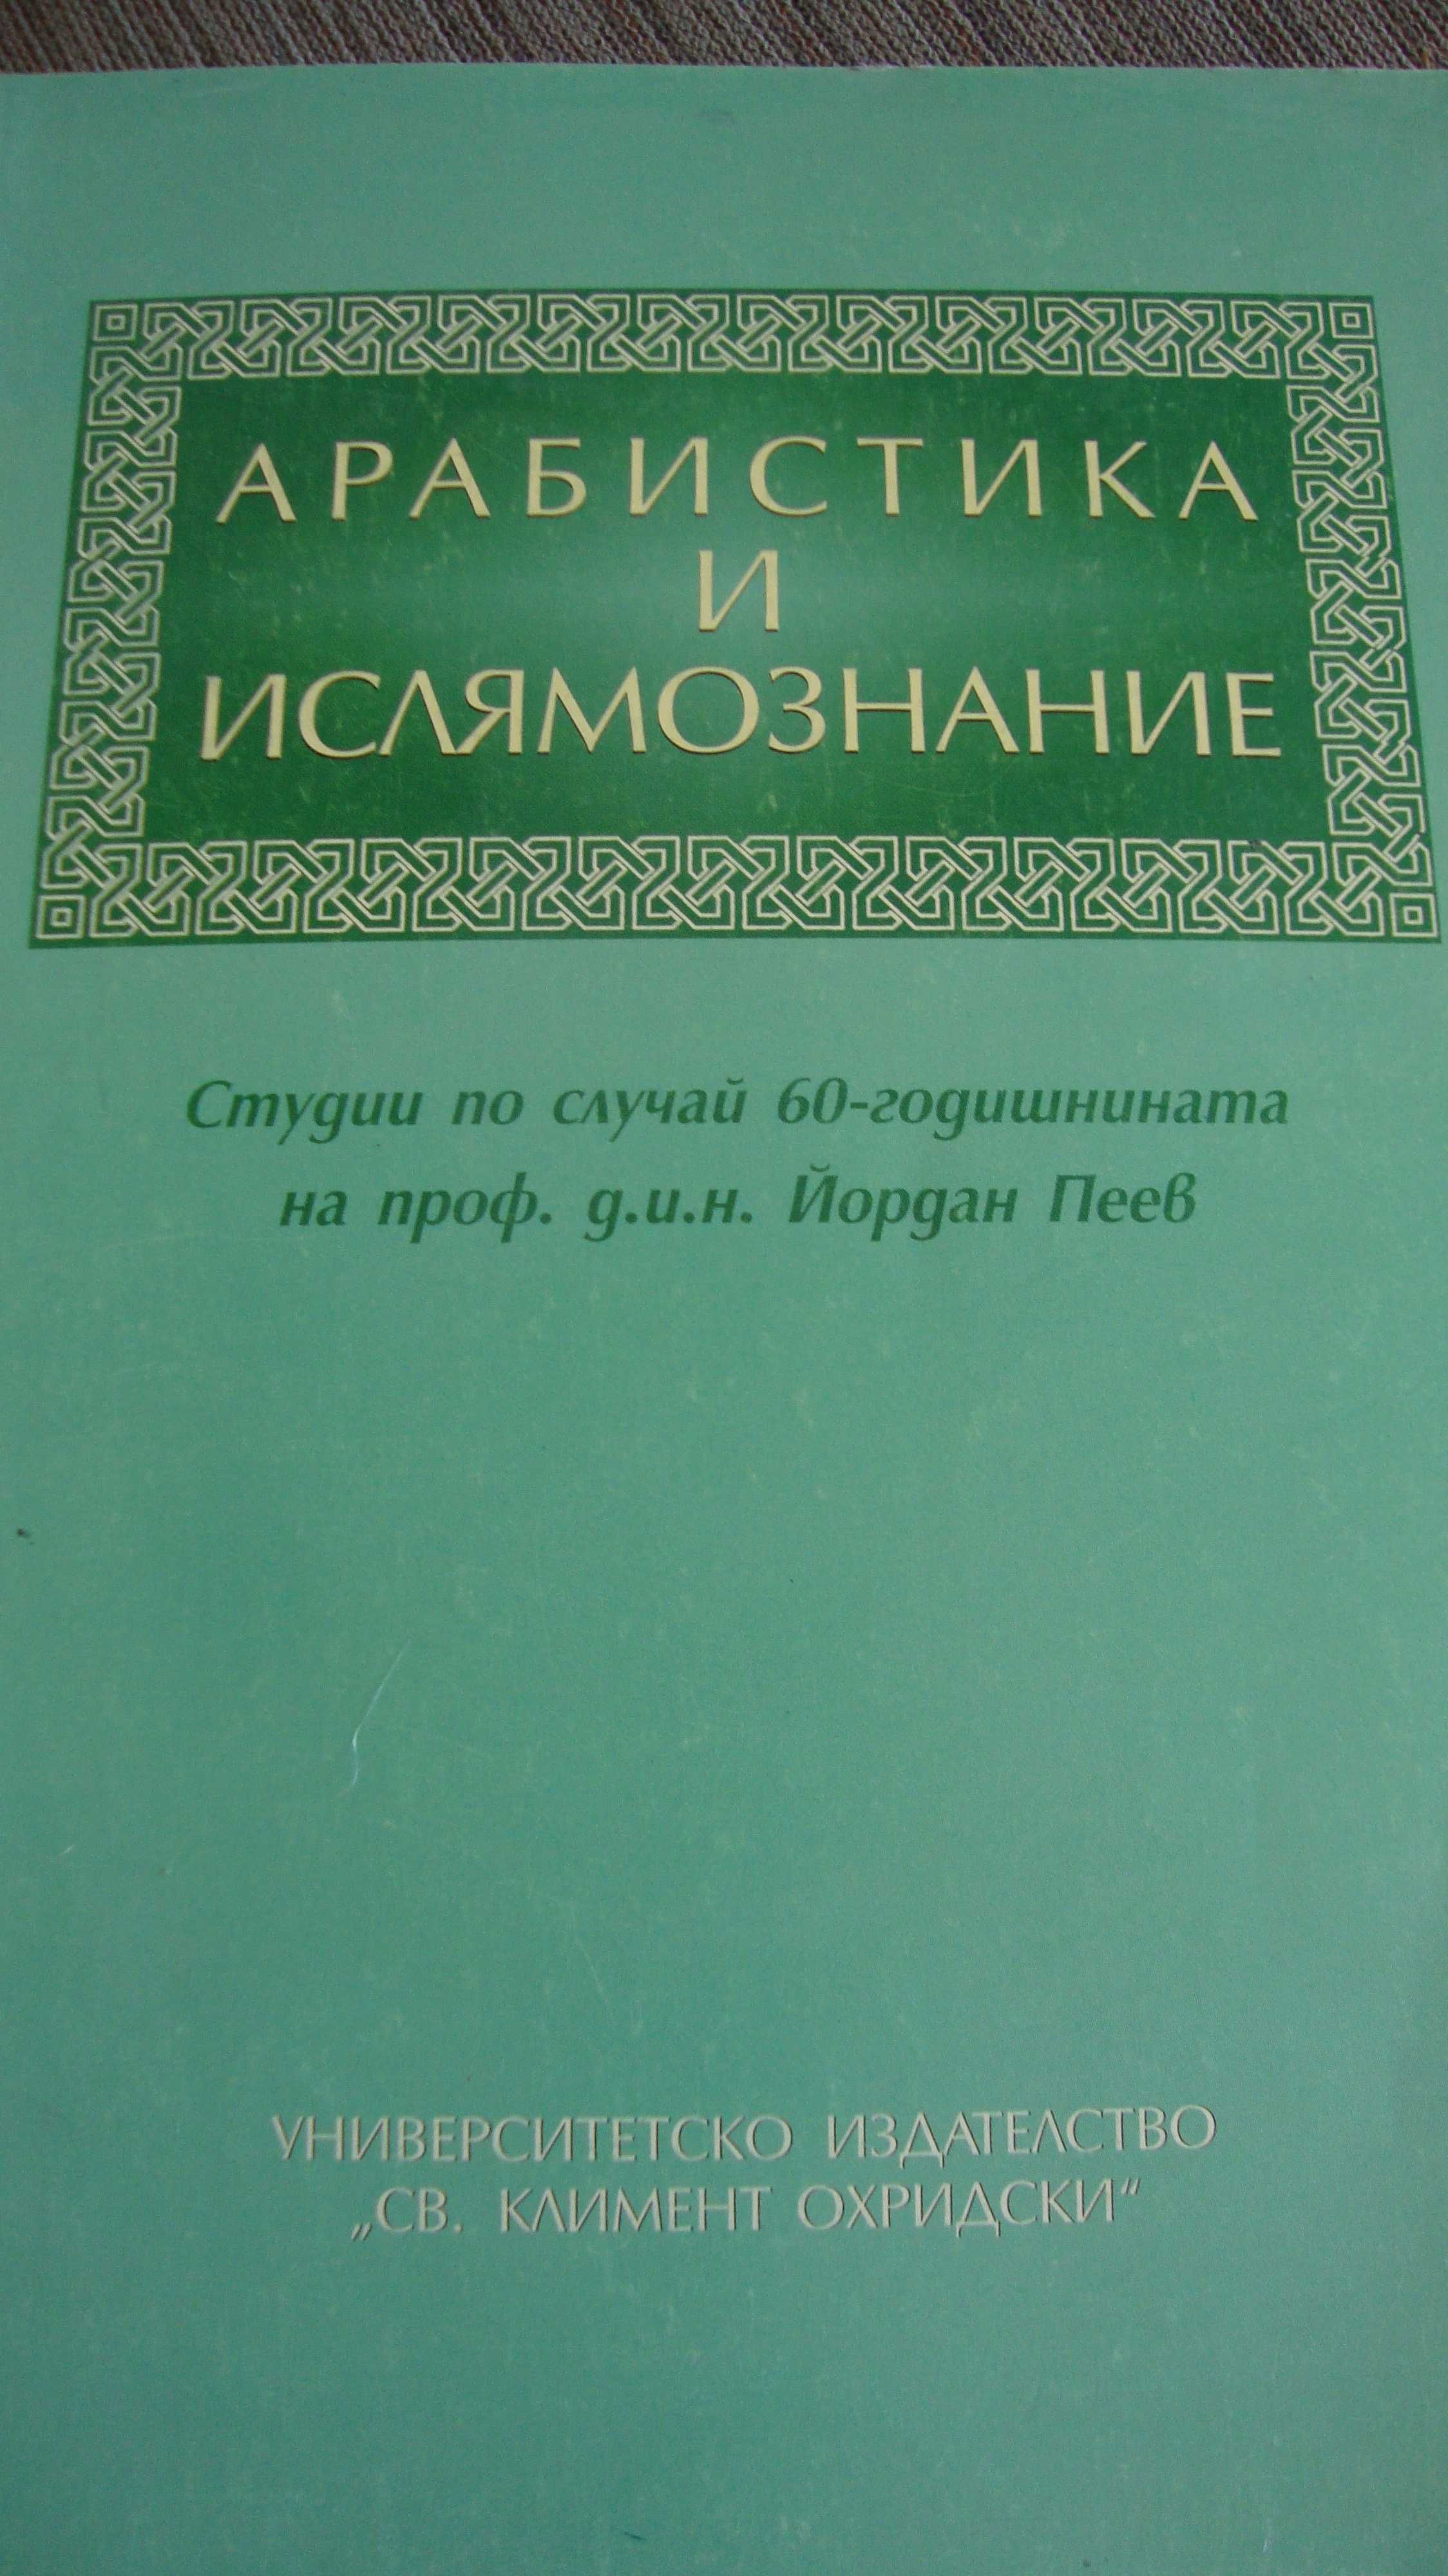 АРАБИСТИКА
И
ИСЛЯМОЗНАНИЕ
Студии по случай 60-годишнината
на проф. д.и.н. Йордан Пеев
УНИВЕРСИТЕТСКО ИЗДАТЕЛСТВО
„СВ. КЛИМЕНТ ОХРИДСКИ“